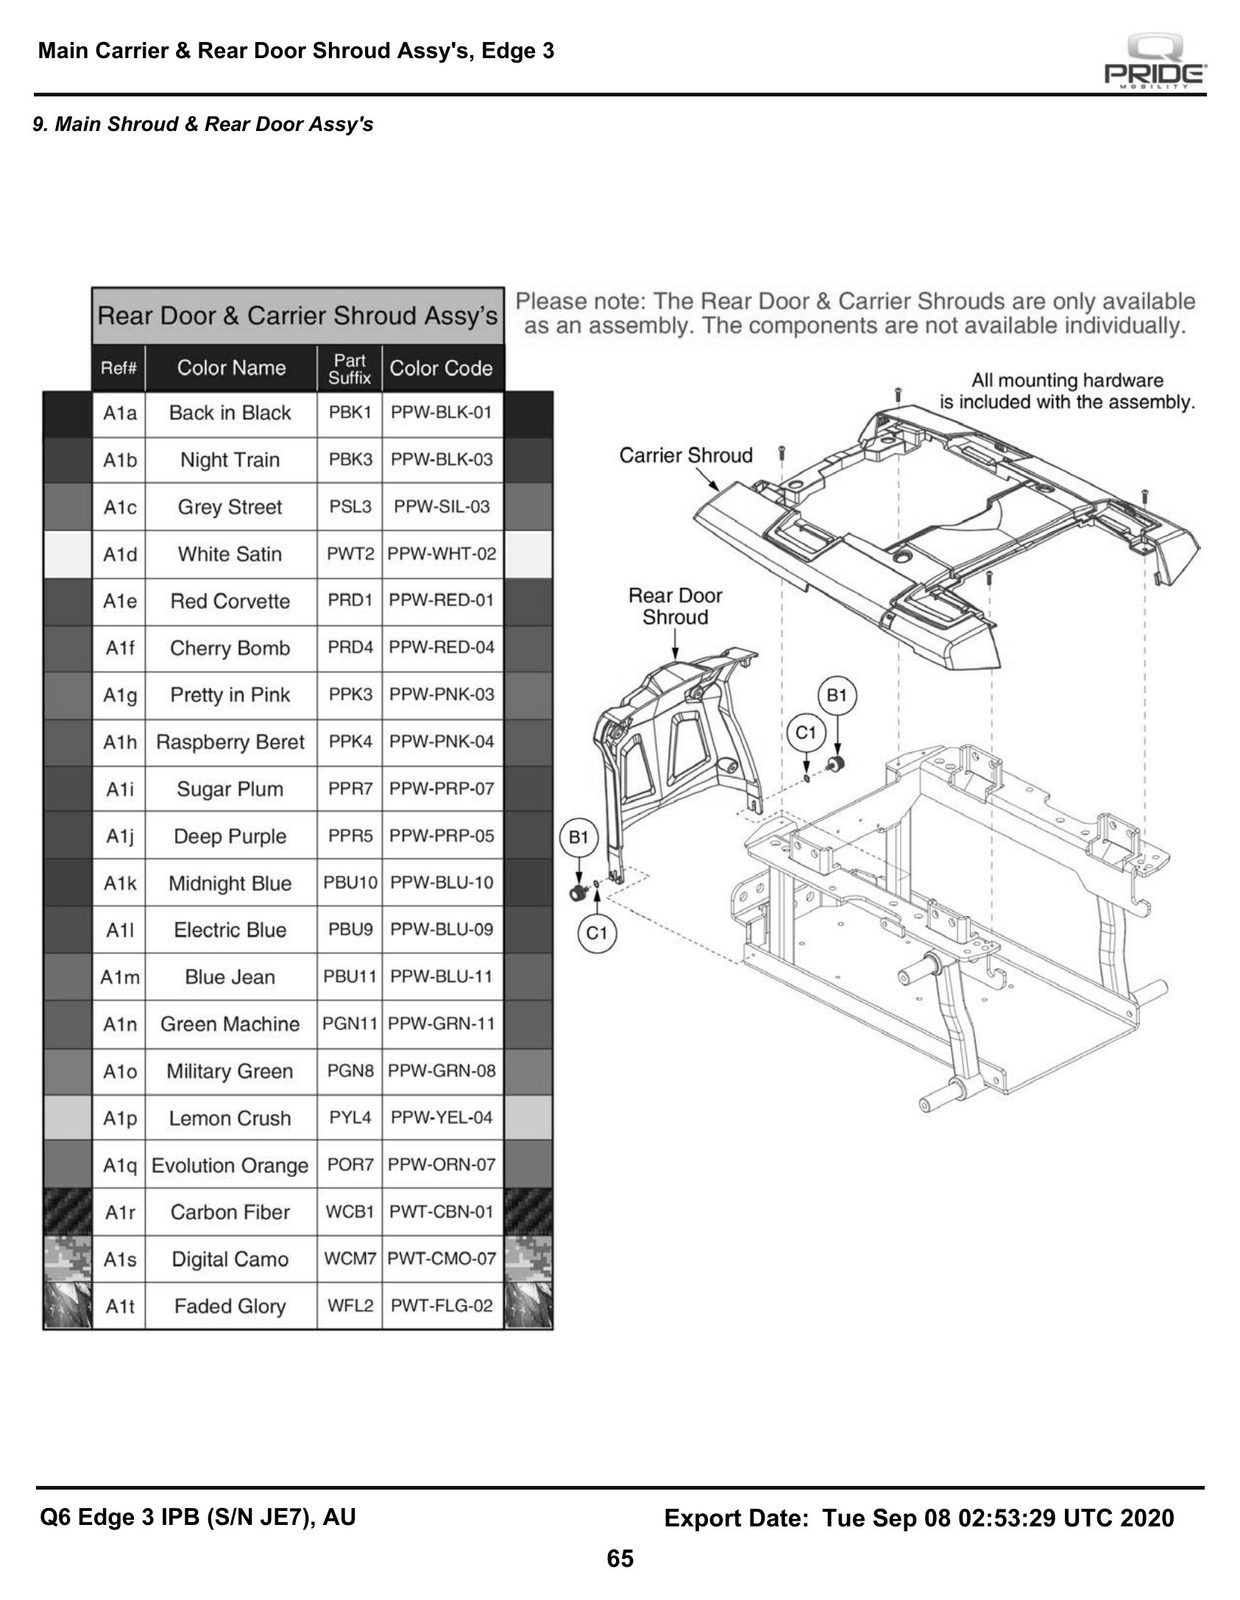 Main Carrier & Rear Door Shroud Assy's, Edge 3
Q
PRIDE
MOBILITY
9. Main Shroud & Rear Door Assy's
Rear Door & Carrier Shroud Assy's
Ref# Color Name Part Suffix Color Code
A1a Back in Black PBK1 PPW-BLK-01
A1b Night Train PBK3 PPW-BLK-03
A1c Grey Street PSL3 PPW-SIL-03
A1d White Satin PWT2 PPW-WHT-02
A1e Red Corvette PRD1 PPW-RED-01
A1f Cherry Bomb PRD4 PPW-RED-04
A1g Pretty in Pink PPK3 PPW-PNK-03
A1h Raspberry Beret PPK4 PPW-PNK-04
A1i Sugar Plum PPR7 PPW-PRP-07
A1j Deep Purple PPR5 PPW-PRP-05
A1k Midnight Blue PBU10 PPW-BLU-10
A1l Electric Blue PBU9 PPW-BLU-09
A1m Blue Jean PBU11 PPW-BLU-11
A1n Green Machine PGN11 PPW-GRN-11
A1o Military Green PGN8 PPW-GRN-08
A1p Lemon Crush PYL4 PPW-YEL-04
A1q Evolution Orange POR7 PPW-ORN-07
A1r Carbon Fiber WCB1 PWT-CBN-01
A1s Digital Camo WCM7 PWT-CMO-07
A1t Faded Glory WFL2 PWT-FLG-02
Please note: The Rear Door & Carrier Shrouds are only available
as an assembly. The components are not available individually.
All mounting hardware
is included with the assembly.
Carrier Shroud
Rear Door
Shroud
B1
C1
B1
C1
Q6 Edge 3 IPB (S/N JE7), AU
Export Date: Tue Sep 08 02:53:29 UTC 2020
65